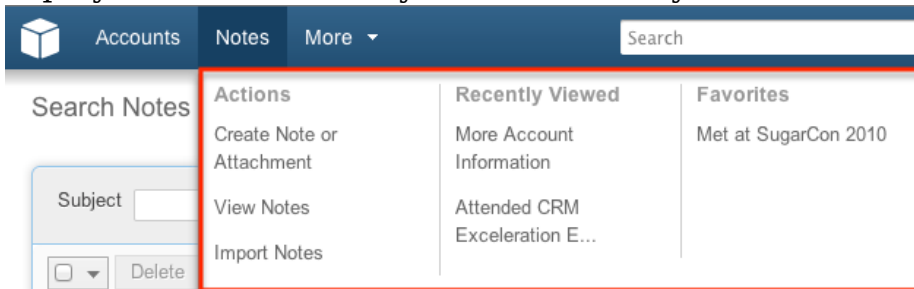 Accounts Notes More Search
Search Notes
Actions Recently Viewed Favorites
Create Note or More Account Met at SugarCon 2010
Attachment Information
Subject View Notes Attended CRM
Exceleration E...
Import Notes
Delete